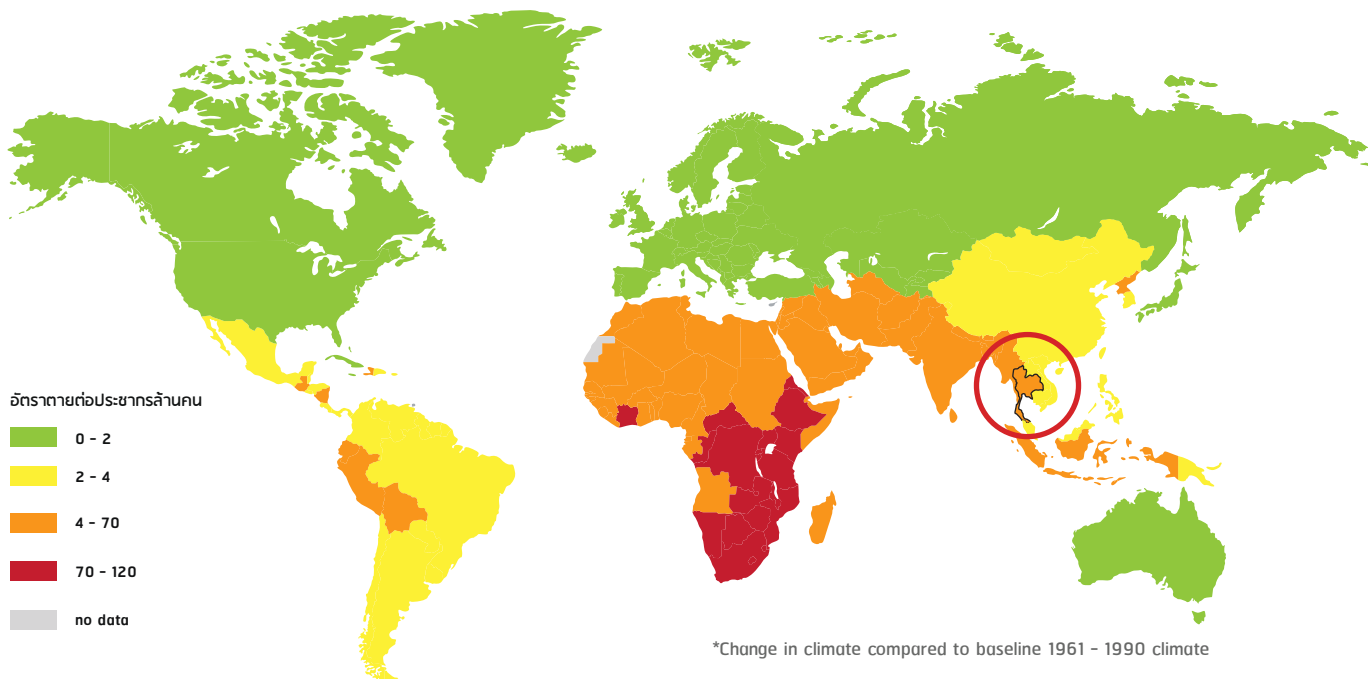 อัตราตายต่อประชากรล้านคน
0 - 2
2 - 4
4 - 70
70 - 120
no data
*Change in climate compared to baseline 1961 - 1990 climate